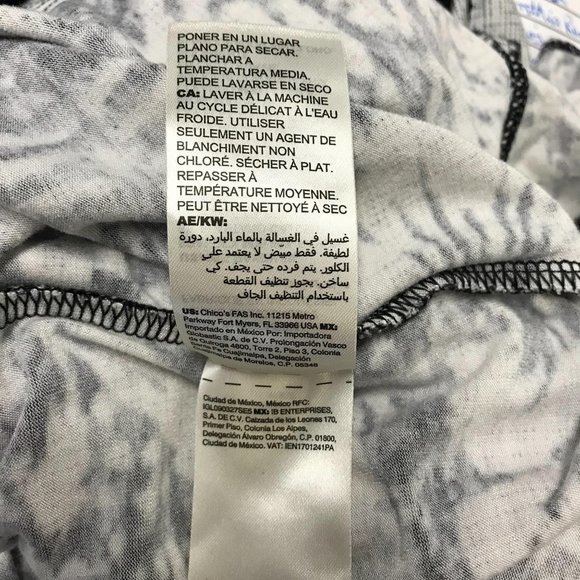 PONER EN UN LUGAR
PLANO PARA SECAR.
PLANCHAR A
TEMPERATURA MEDIA.
PUEDE LAVARSE EN SECO
CA: LAVER À LA MACHINE
AU CYCLE DÉLICAT À L'EAU
FROIDE. UTILISER
SEULEMENT UN AGENT DE
BLANCHIMENT NON
CHLORÉ. SÉCHER À PLAT.
REPASSER À
TEMPÉRATURE MOYENNE.
PEUT ÊTRE NETTOYÉ À SEC
AE/KW:
غسيل في الغسالة بالماء البارد، دورة
لطيفة. فقط مبيّض لا يعتمد على
الكلور. يتم فرده حتى يجف. كي
ساخن. يجوز تنظيف القطعة
باستخدام التنظيف الجاف
US: Chico's FAS Inc. 11215 Metro
Parkway Fort Myers, FL 33966 USA MX:
Importado en México Por: Importadora
Globastic S.A. de C.V. Prolongación Vasco
de Quiroga 4800, Torre 2. Piso 3, Colonia
Cuajimalpa, Delegación
de Morelos. C.P. 05348
Ciudad de México, México RFC:
IGL090327SE5 MX: IB ENTERPRISES,
S.A. DE C.V. Calzada de los Leones 170,
Primer Piso, Colonia Los Alpes,
Delegación Álvaro Obregón, C.P. 01800,
Ciudad de México. VAT: IEN1701241PA